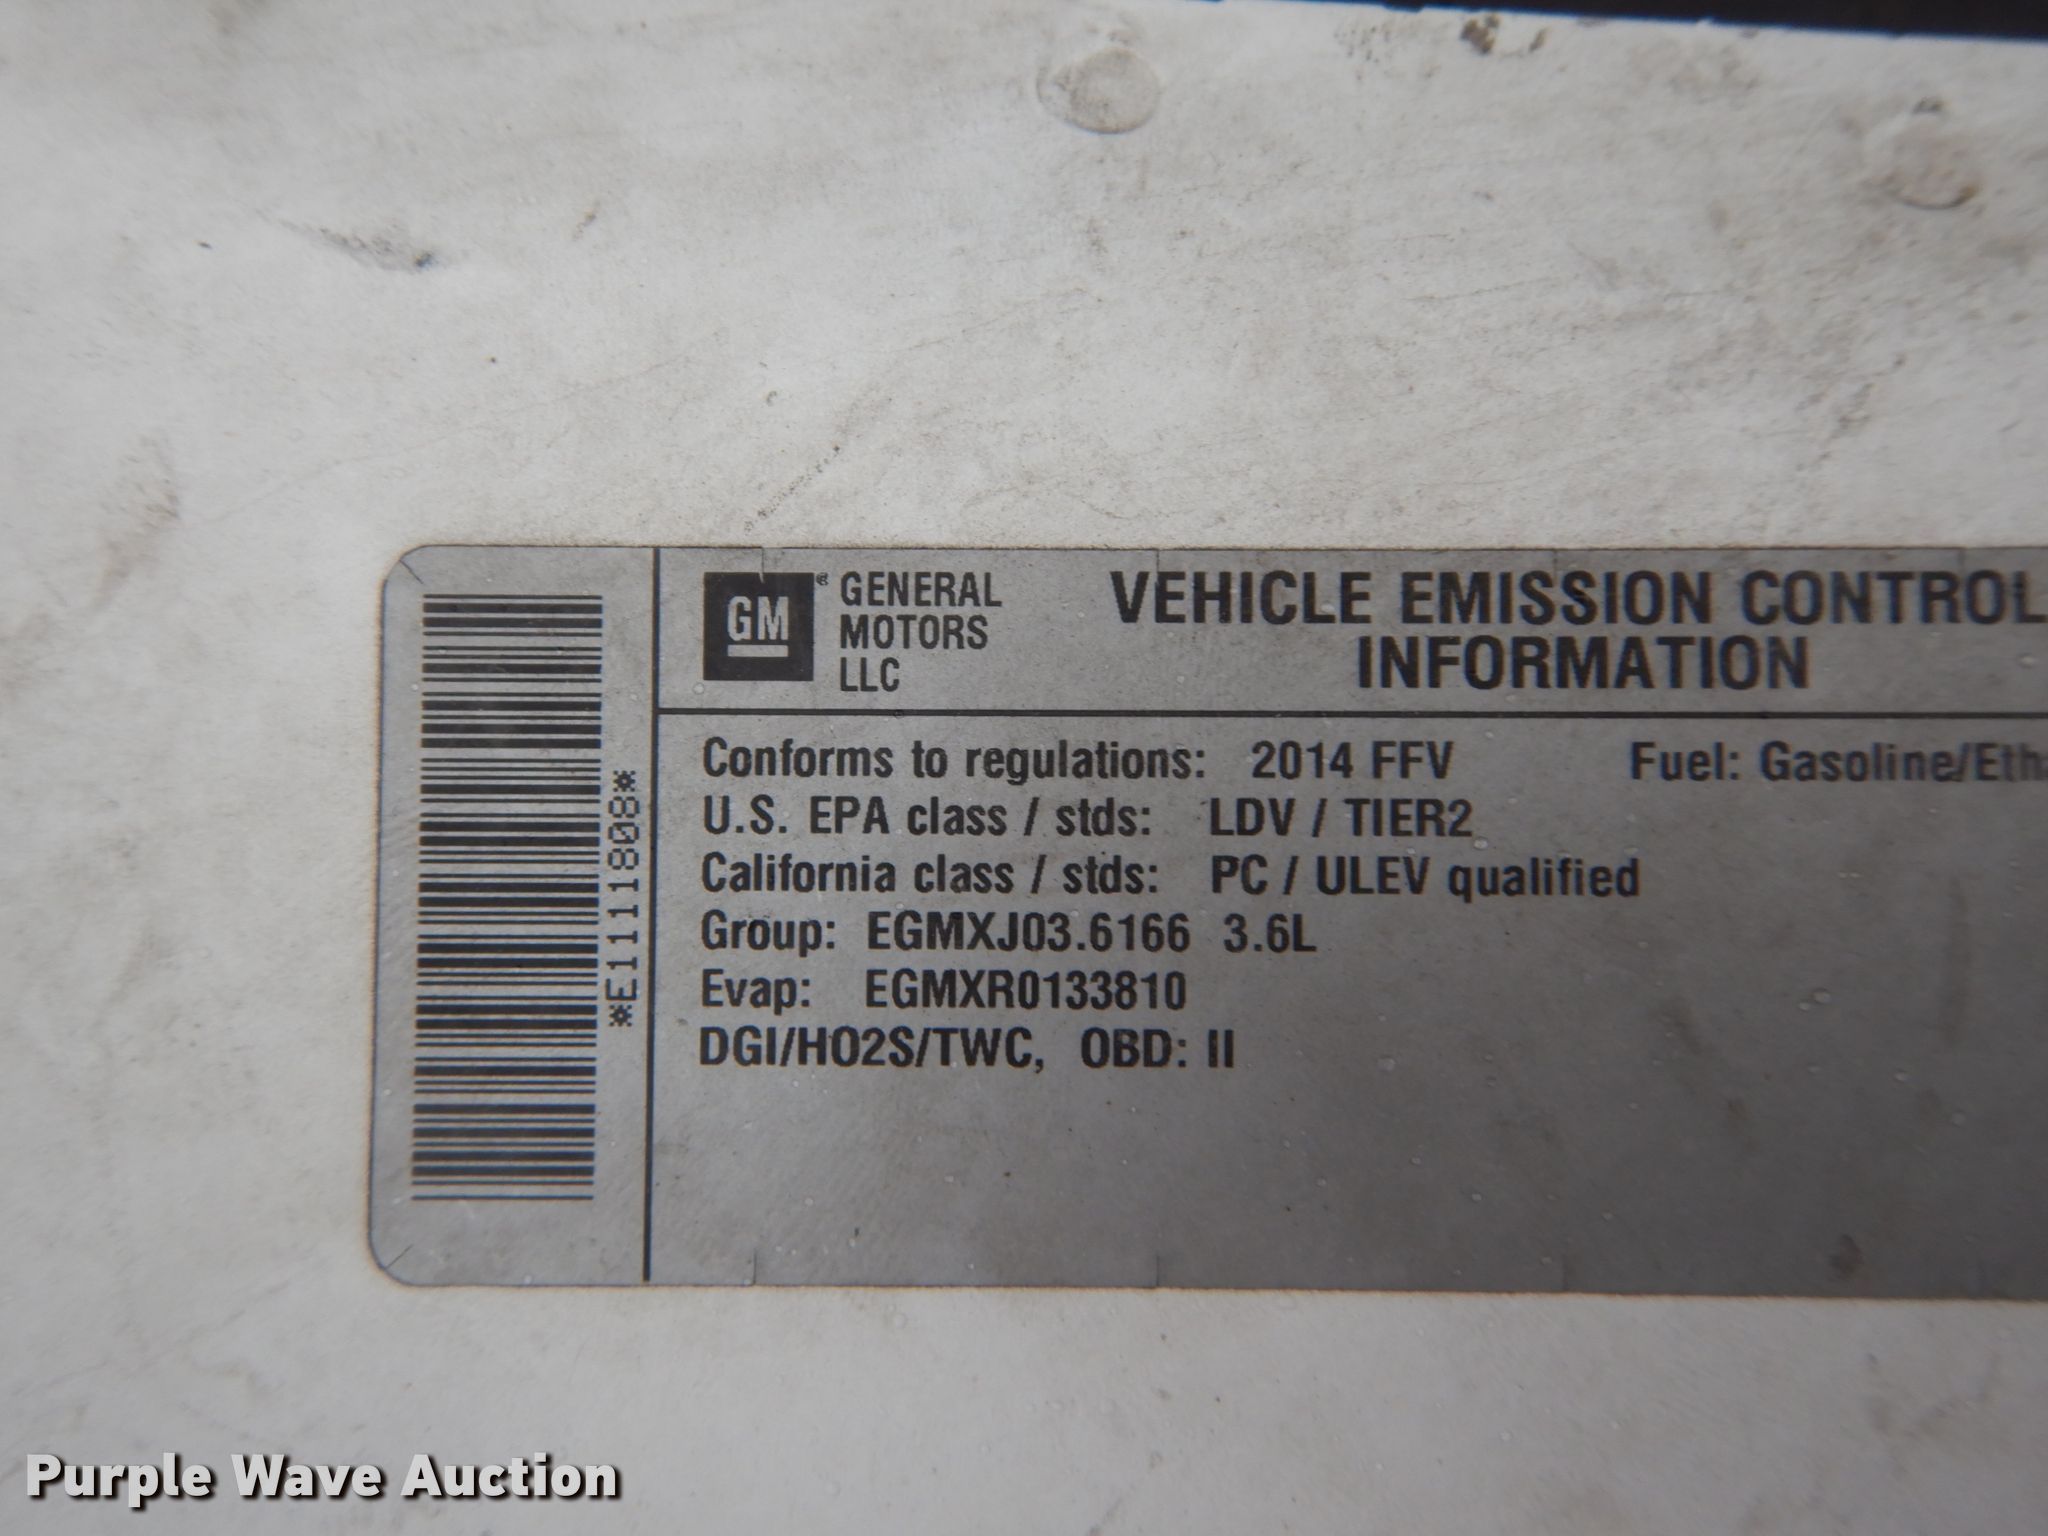 GM® GENERAL MOTORS LLC
VEHICLE EMISSION CONTROL
INFORMATION
Conforms to regulations: 2014 FFV Fuel: Gasoline/Etha
U.S. EPA class / stds: LDV / TIER2
California class / stds: PC / ULEV qualified
Group: EGMXJ03.6166 3.6L
Evap: EGMXR0133810
DGI/HO2S/TWC, OBD: II
*E1111808*
Purple Wave Auction